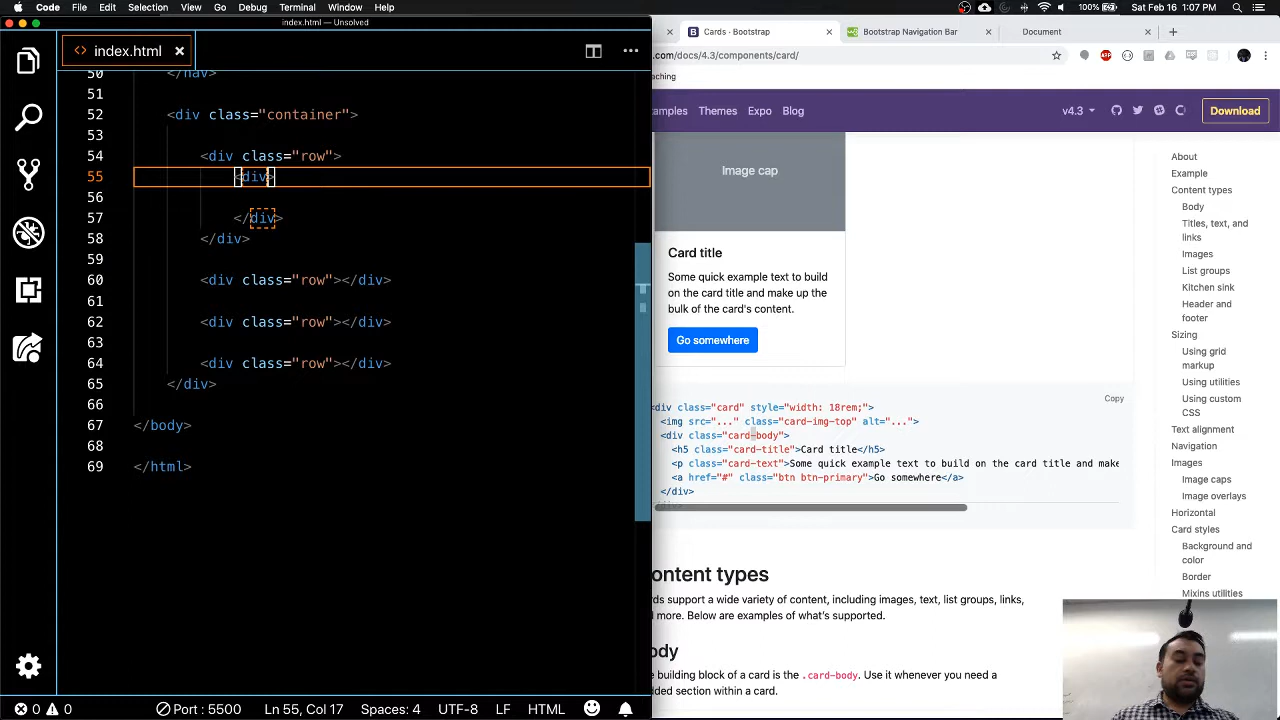 Code File Edit Selection View Go Debug Terminal Window Help
100% Sat Feb 16 1:07 PM
index.html — Unsolved
index.html
50 </nav>
51
52 <div class="container">
53
54 <div class="row">
55 <div>
56
57 </div>
58 </div>
59
60 <div class="row"></div>
61
62 <div class="row"></div>
63
64 <div class="row"></div>
65 </div>
66
67 </body>
68
69 </html>
0 0 Port : 5500 Ln 55, Col 17 Spaces: 4 UTF-8 LF HTML
Cards · Bootstrap
Bootstrap Navigation Bar
Document
.com/docs/4.3/components/card/
aching
amples Themes Expo Blog v4.3 Download
Image cap
Card title
Some quick example text to build
on the card title and make up the
bulk of the card's content.
Go somewhere
Copy
<div class="card" style="width: 18rem;">
<img src="..." class="card-img-top" alt="...">
<div class="card-body">
<h5 class="card-title">Card title</h5>
<p class="card-text">Some quick example text to build on the card title and make
<a href="#" class="btn btn-primary">Go somewhere</a>
</div>
ontent types
rds support a wide variety of content, including images, text, list groups, links,
d more. Below are examples of what's supported.
ody
e building block of a card is the .card-body. Use it whenever you need a
dded section within a card.
About
Example
Content types
Body
Titles, text, and
links
Images
List groups
Kitchen sink
Header and
footer
Sizing
Using grid
markup
Using utilities
Using custom
CSS
Text alignment
Navigation
Images
Image caps
Image overlays
Horizontal
Card styles
Background and
color
Border
Mixins utilities